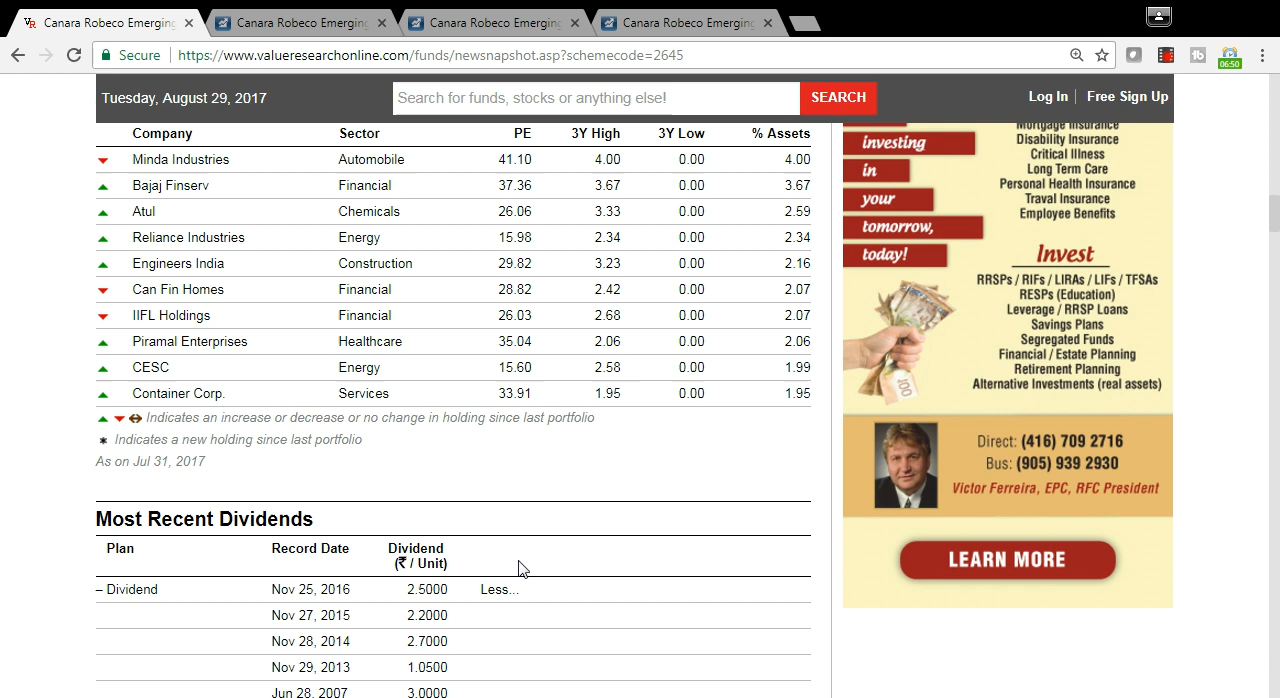 Canara Robeco Emerging
Canara Robeco Emerging
Canara Robeco Emerging
Canara Robeco Emerging
Secure https://www.valueresearchonline.com/funds/newsnapshot.asp?schemecode=2645
06:50
Tuesday, August 29, 2017
Search for funds, stocks or anything else!
SEARCH
Log In
Free Sign Up
Company Sector PE 3Y High 3Y Low % Assets
Minda Industries Automobile 41.10 4.00 0.00 4.00
Bajaj Finserv Financial 37.36 3.67 0.00 3.67
Atul Chemicals 26.06 3.33 0.00 2.59
Reliance Industries Energy 15.98 2.34 0.00 2.34
Engineers India Construction 29.82 3.23 0.00 2.16
Can Fin Homes Financial 28.82 2.42 0.00 2.07
IIFL Holdings Financial 26.03 2.68 0.00 2.07
Piramal Enterprises Healthcare 35.04 2.06 0.00 2.06
CESC Energy 15.60 2.58 0.00 1.99
Container Corp. Services 33.91 1.95 0.00 1.95
Indicates an increase or decrease or no change in holding since last portfolio
* Indicates a new holding since last portfolio
As on Jul 31, 2017
Most Recent Dividends
Plan Record Date Dividend
(₹ / Unit)
– Dividend Nov 25, 2016 2.5000 Less...
Nov 27, 2015 2.2000
Nov 28, 2014 2.7000
Nov 29, 2013 1.0500
Jun 28, 2007 3.0000
investing
in
your
tomorrow,
today!
Mortgage Insurance
Disability Insurance
Critical Illness
Long Term Care
Personal Health Insurance
Traval Insurance
Employee Benefits
Invest
RRSPs / RIFs / LIRAs / LIFs / TFSAs
RESPs (Education)
Leverage / RRSP Loans
Savings Plans
Segregated Funds
Financial / Estate Planning
Retirement Planning
Alternative Investments (real assets)
100
Direct: (416) 709 2716
Bus: (905) 939 2930
Victor Ferreira, EPC, RFC President
LEARN MORE